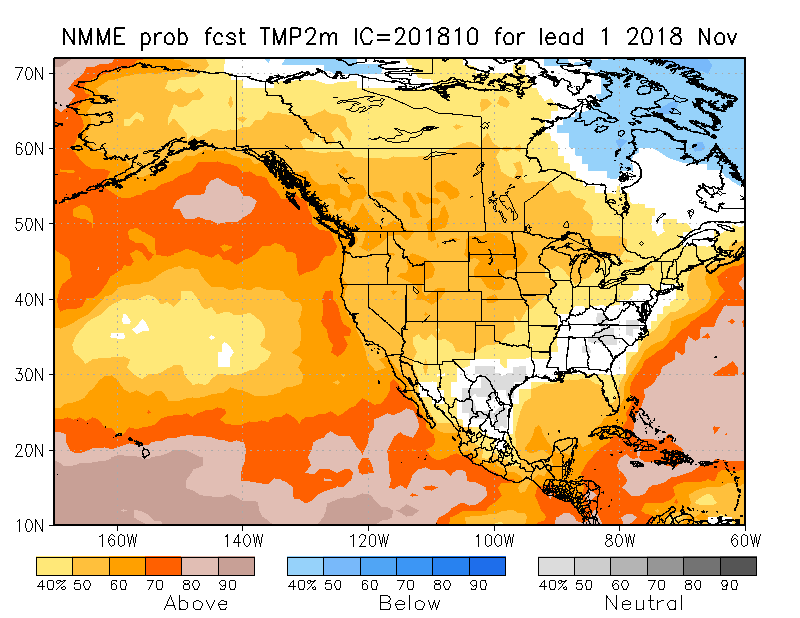 NMME prob fcst TMP2m IC=201810 for lead 1 2018 Nov
70N
60N
50N
40N
30N
20N
10N
160W 140W 120W 100W 80W 60W
40% 50 60 70 80 90
Above
40% 50 60 70 80 90
Below
40% 50 60 70 80 90
Neutral